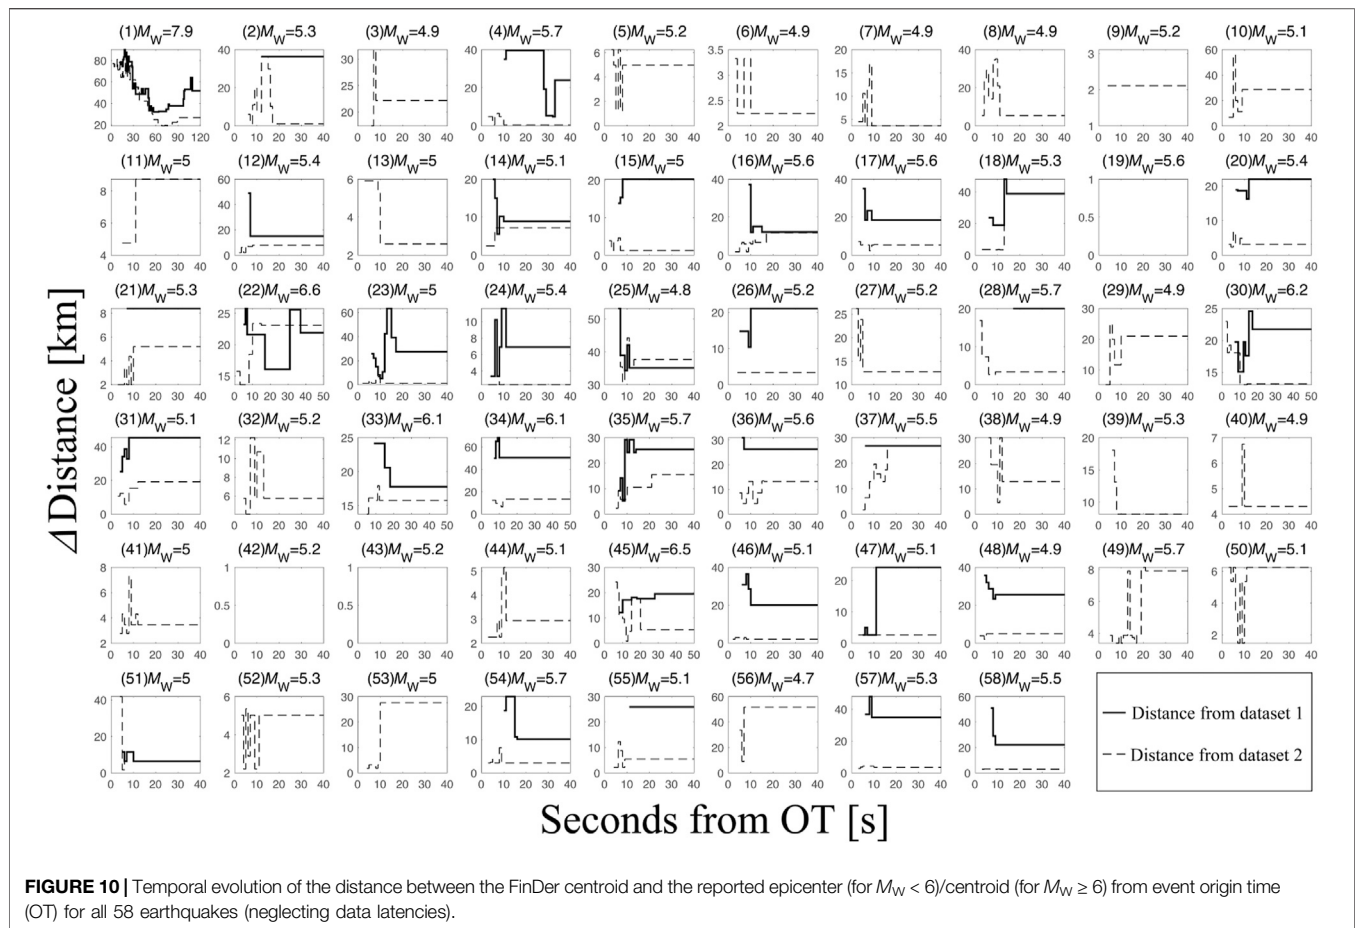 (1)MW=7.9 (2)MW=5.3 (3)MW=4.9 (4)MW=5.7 (5)MW=5.2 (6)MW=4.9 (7)MW=4.9 (8)MW=4.9 (9)MW=5.2 (10)MW=5.1
(11)MW=5 (12)MW=5.4 (13)MW=5 (14)MW=5.1 (15)MW=5 (16)MW=5.6 (17)MW=5.6 (18)MW=5.3 (19)MW=5.6 (20)MW=5.4
(21)MW=5.3 (22)MW=6.6 (23)MW=5 (24)MW=5.4 (25)MW=4.8 (26)MW=5.2 (27)MW=5.2 (28)MW=5.7 (29)MW=4.9 (30)MW=6.2
(31)MW=5.1 (32)MW=5.2 (33)MW=6.1 (34)MW=6.1 (35)MW=5.7 (36)MW=5.6 (37)MW=5.5 (38)MW=4.9 (39)MW=5.3 (40)MW=4.9
(41)MW=5 (42)MW=5.2 (43)MW=5.2 (44)MW=5.1 (45)MW=6.5 (46)MW=5.1 (47)MW=5.1 (48)MW=4.9 (49)MW=5.7 (50)MW=5.1
(51)MW=5 (52)MW=5.3 (53)MW=5 (54)MW=5.7 (55)MW=5.1 (56)MW=4.7 (57)MW=5.3 (58)MW=5.5
Distance from dataset 1
Distance from dataset 2
ΔDistance [km]
Seconds from OT [s]
FIGURE 10 | Temporal evolution of the distance between the FinDer centroid and the reported epicenter (for MW < 6)/centroid (for MW ≥ 6) from event origin time
(OT) for all 58 earthquakes (neglecting data latencies).